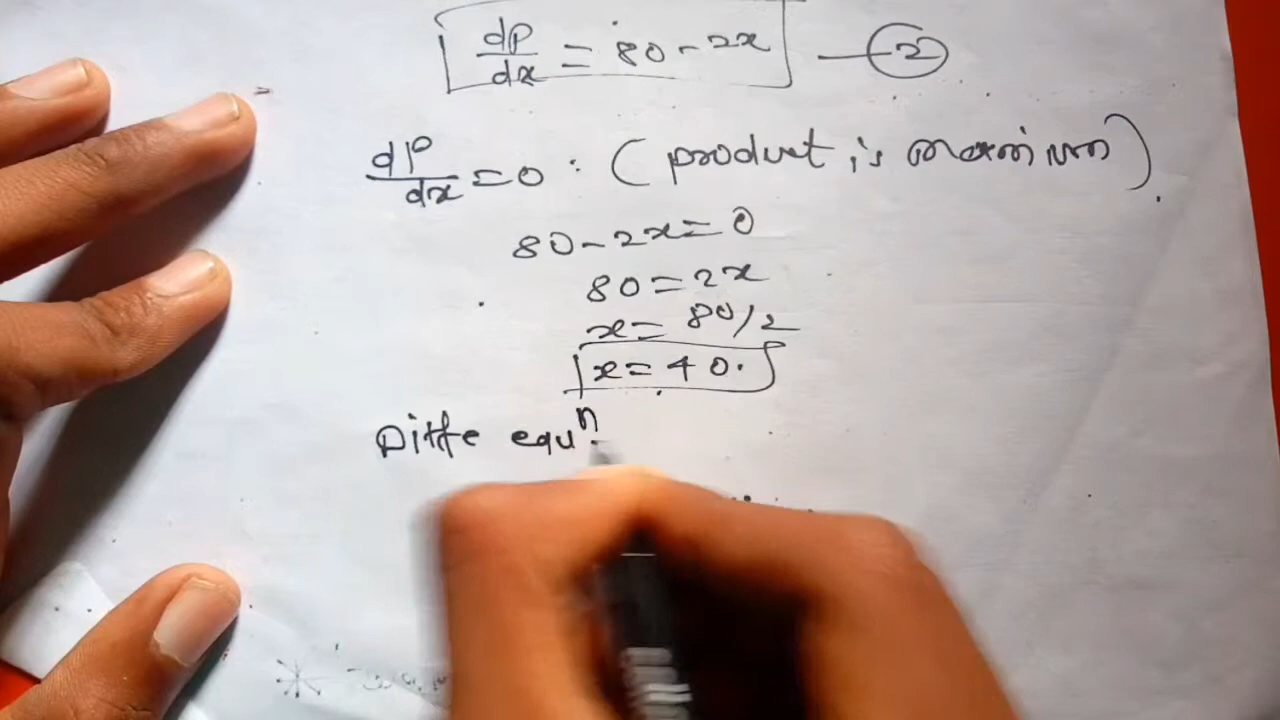 dP/dx = 80 - 2x — 2
dP/dx = 0 : (product is maximum).
80 - 2x = 0
80 = 2x
x = 80/2
x = 40.
Diffe equⁿ